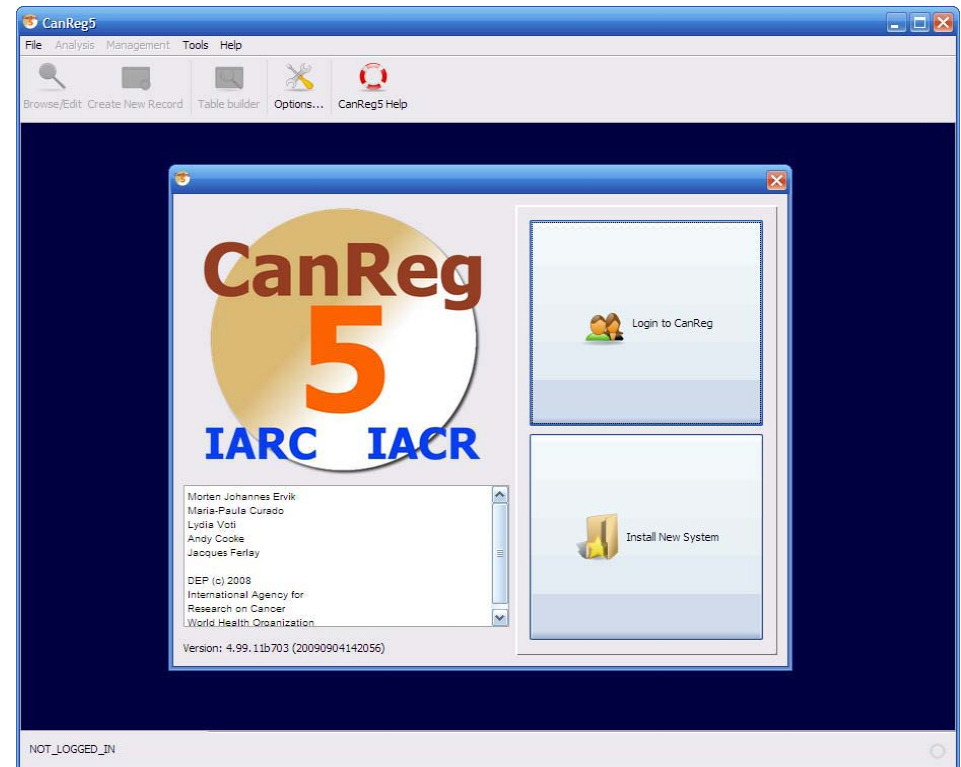 CanReg5
File Analysis Management Tools Help
Browse/Edit Create New Record Table builder Options... CanReg5 Help
CanReg
5
IARC IACR
Login to CanReg
Morten Johannes Ervik
Maria-Paula Curado
Lydia Voti
Andy Cooke
Jacques Ferlay
DEP (c) 2008
International Agency for
Research on Cancer
World Health Organization
Install New System
Version: 4.99.11b703 (20090904142056)
NOT_LOGGED_IN